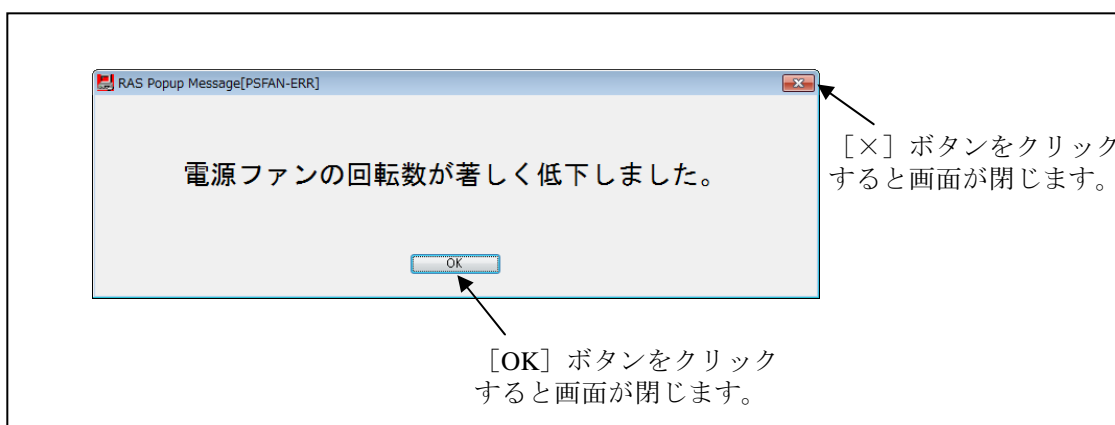 RAS Popup Message[PSFAN-ERR]
電源ファンの回転数が著しく低下しました。
OK
［×］ボタンをクリック
すると画面が閉じます。
［OK］ボタンをクリック
すると画面が閉じます。